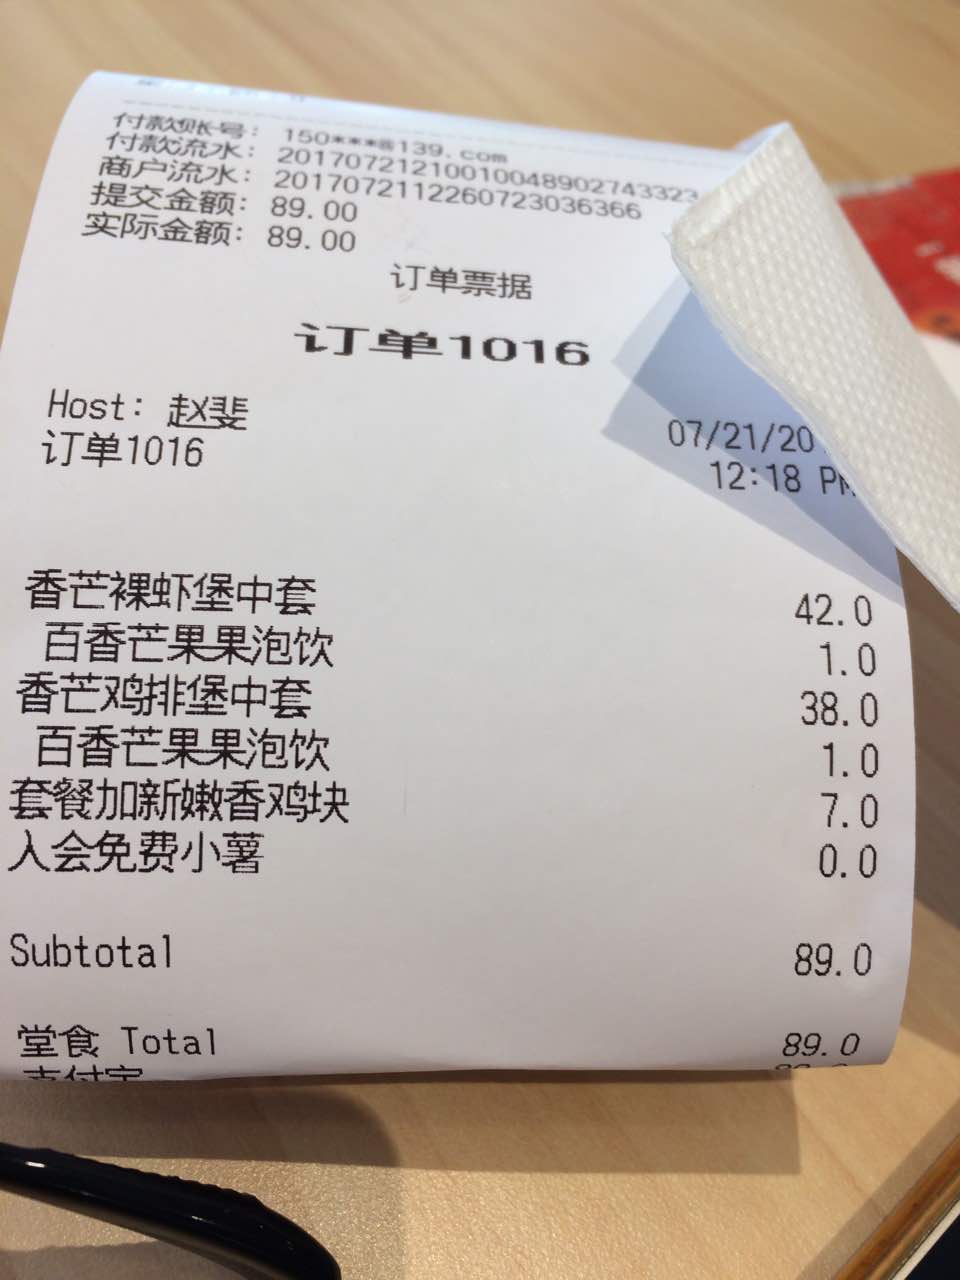 付款账号: 150***@139.com
付款流水: 20170721210010048902743323
商户流水: 20170721122607230363​66
提交金额: 89.00
实际金额: 89.00
订单票据
订单1016
Host: 赵斐
订单1016 07/21/20
12:18 PM
香芒裸虾堡中套 42.0
百香芒果果泡饮 1.0
香芒鸡排堡中套 38.0
百香芒果果泡饮 1.0
套餐加新嫩香鸡块 7.0
入会免费小薯 0.0
Subtotal 89.0
堂食 Total 89.0
支付宝